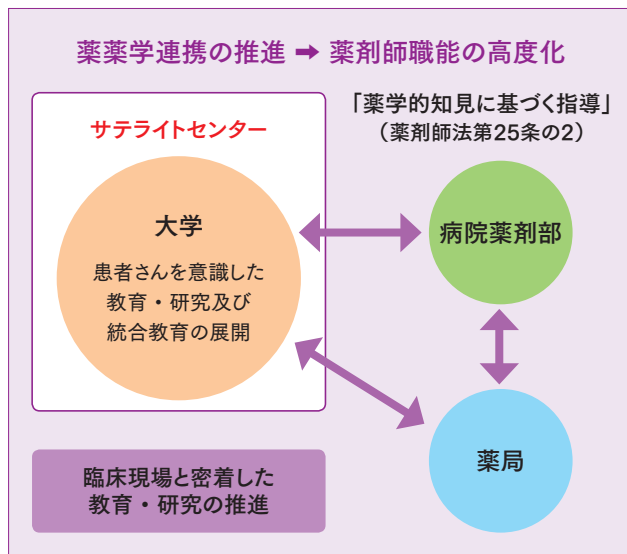 薬薬学連携の推進 ➡ 薬剤師職能の高度化
サテライトセンター
大学
患者さんを意識した
教育・研究及び
統合教育の展開
「薬学的知見に基づく指導」
（薬剤師法第25条の2）
病院薬剤部
薬局
臨床現場と密着した
教育・研究の推進